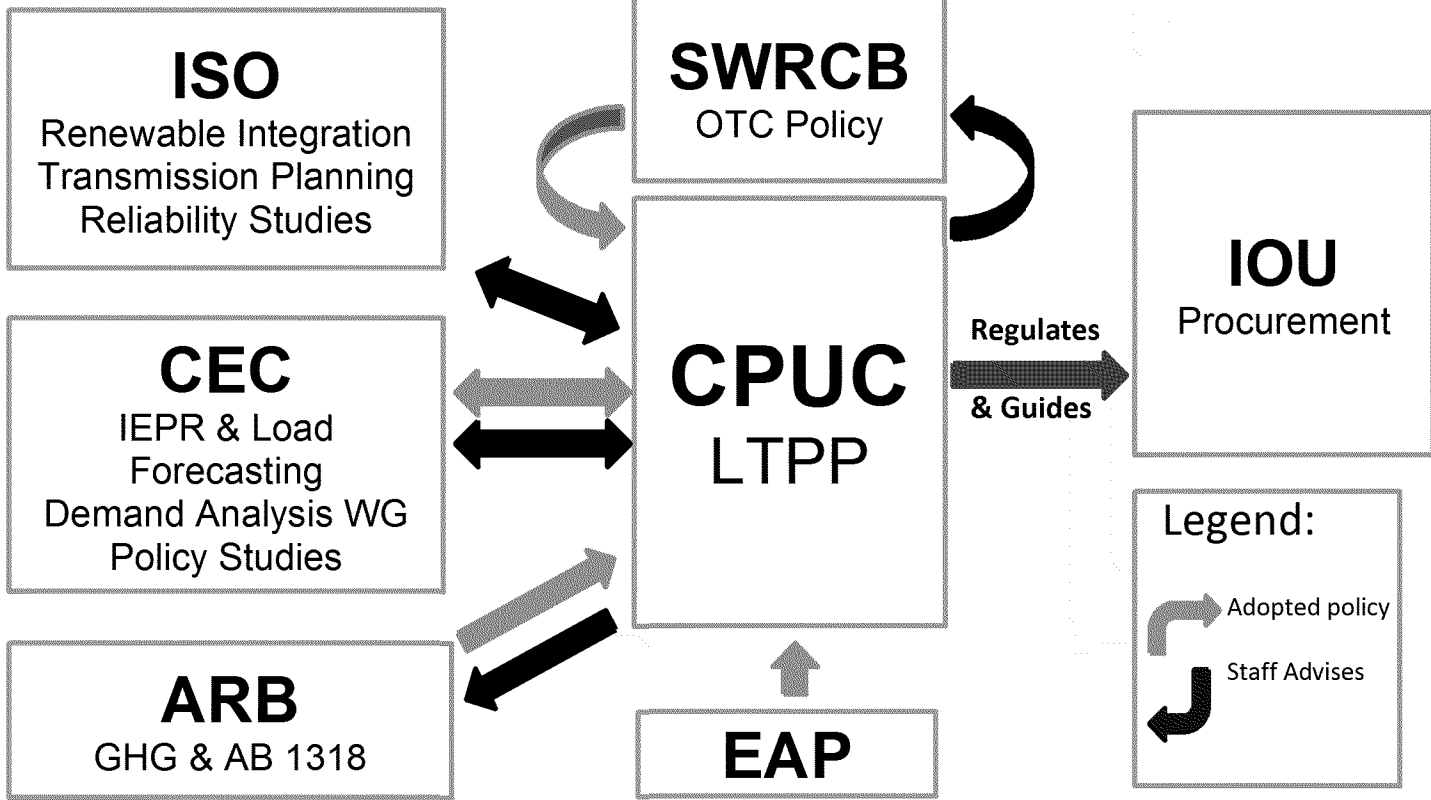 ISO
Renewable Integration
Transmission Planning
Reliability Studies
SWRCB
OTC Policy
CEC
IEPR & Load
Forecasting
Demand Analysis WG
Policy Studies
CPUC
LTPP
Regulates
& Guides
IOU
Procurement
ARB
GHG & AB 1318
EAP
Legend:
Adopted policy
Staff Advises